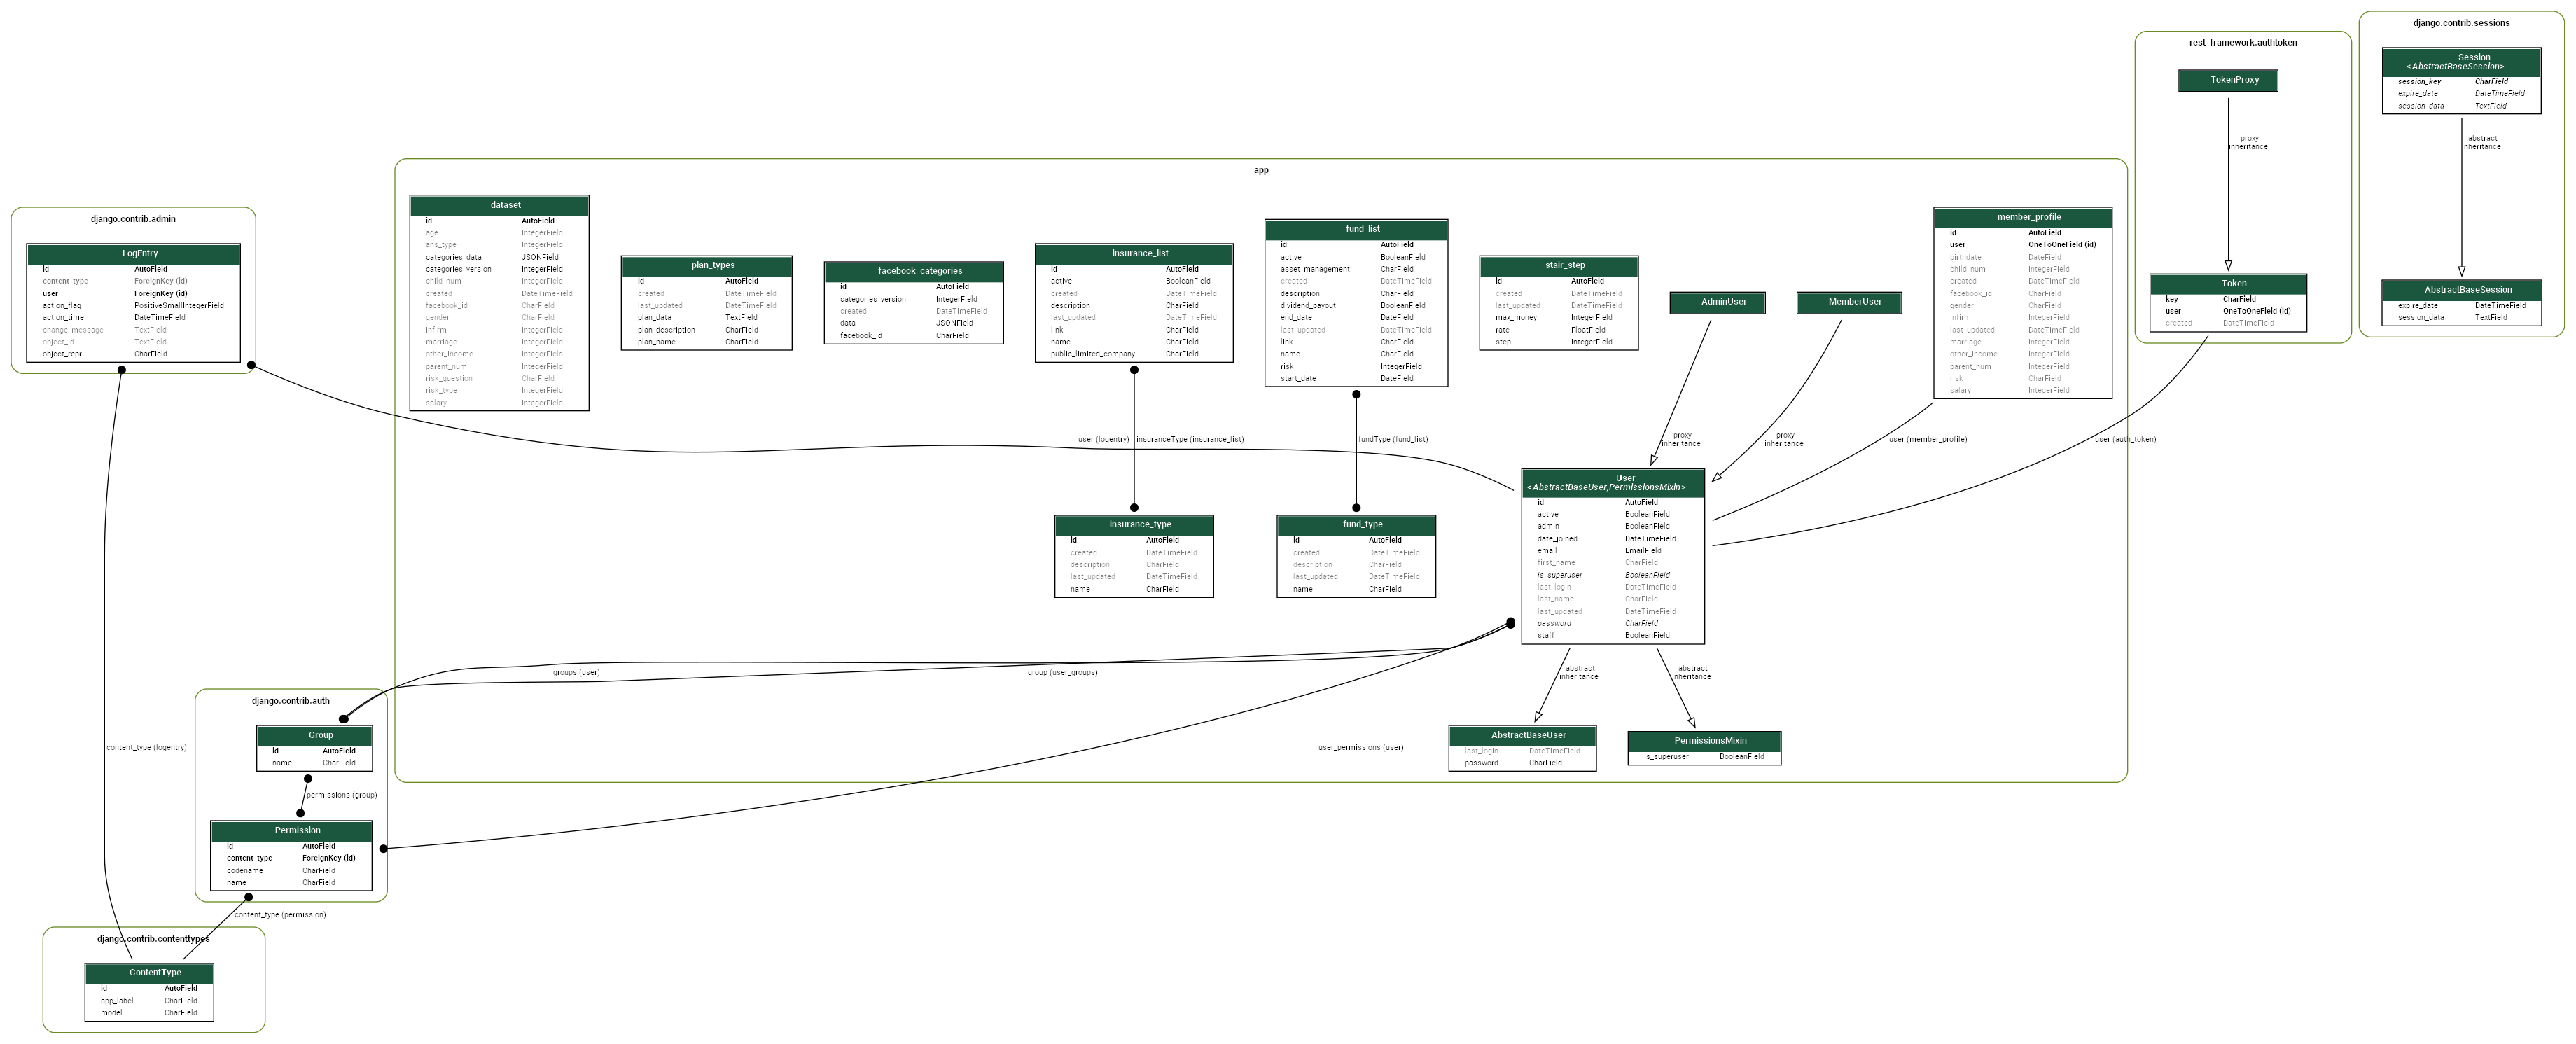 django.contrib.sessions
Session
<AbstractBaseSession>
session_key CharField
expire_date DateTimeField
session_data TextField
abstract
inheritance
AbstractBaseSession
expire_date DateTimeField
session_data TextField
rest_framework.authtoken
TokenProxy
proxy
inheritance
Token
key CharField
user OneToOneField (id)
created DateTimeField
app
dataset
id AutoField
age IntegerField
ans_type IntegerField
categories_data JSONField
categories_version IntegerField
child_num IntegerField
created DateTimeField
facebook_id CharField
gender CharField
infirm IntegerField
marriage IntegerField
other_income IntegerField
parent_num IntegerField
risk_question CharField
risk_type IntegerField
salary IntegerField
plan_types
id AutoField
created DateTimeField
last_updated DateTimeField
plan_data TextField
plan_description CharField
plan_name CharField
facebook_categories
id AutoField
categories_version IntegerField
created DateTimeField
data JSONField
facebook_id CharField
insurance_list
id AutoField
active BooleanField
created DateTimeField
description CharField
last_updated DateTimeField
link CharField
name CharField
public_limited_company CharField
fund_list
id AutoField
active BooleanField
asset_management CharField
created DateTimeField
description CharField
dividend_payout BooleanField
end_date DateField
last_updated DateTimeField
link CharField
name CharField
risk IntegerField
start_date DateField
stair_step
id AutoField
created DateTimeField
last_updated DateTimeField
max_money IntegerField
rate FloatField
step IntegerField
AdminUser
MemberUser
member_profile
id AutoField
user OneToOneField (id)
birthdate DateField
child_num IntegerField
created DateTimeField
facebook_id CharField
gender CharField
infirm IntegerField
last_updated DateTimeField
marriage IntegerField
other_income IntegerField
parent_num IntegerField
risk CharField
salary IntegerField
django.contrib.admin
LogEntry
id AutoField
content_type ForeignKey (id)
user ForeignKey (id)
action_flag PositiveSmallIntegerField
action_time DateTimeField
change_message TextField
object_id TextField
object_repr CharField
user (logentry)
insuranceType (insurance_list)
fundType (fund_list)
proxy
inheritance
proxy
inheritance
user (member_profile)
user (auth_token)
insurance_type
id AutoField
created DateTimeField
description CharField
last_updated DateTimeField
name CharField
fund_type
id AutoField
created DateTimeField
description CharField
last_updated DateTimeField
name CharField
User
<AbstractBaseUser,PermissionsMixin>
id AutoField
active BooleanField
admin BooleanField
date_joined DateTimeField
email EmailField
first_name CharField
is_superuser BooleanField
last_login DateTimeField
last_name CharField
last_updated DateTimeField
password CharField
staff BooleanField
groups (user)
group (user_groups)
abstract
inheritance
abstract
inheritance
user_permissions (user)
AbstractBaseUser
last_login DateTimeField
password CharField
PermissionsMixin
is_superuser BooleanField
django.contrib.auth
Group
id AutoField
name CharField
content_type (logentry)
permissions (group)
Permission
id AutoField
content_type ForeignKey (id)
codename CharField
name CharField
content_type (permission)
django.contrib.contenttypes
ContentType
id AutoField
app_label CharField
model CharField